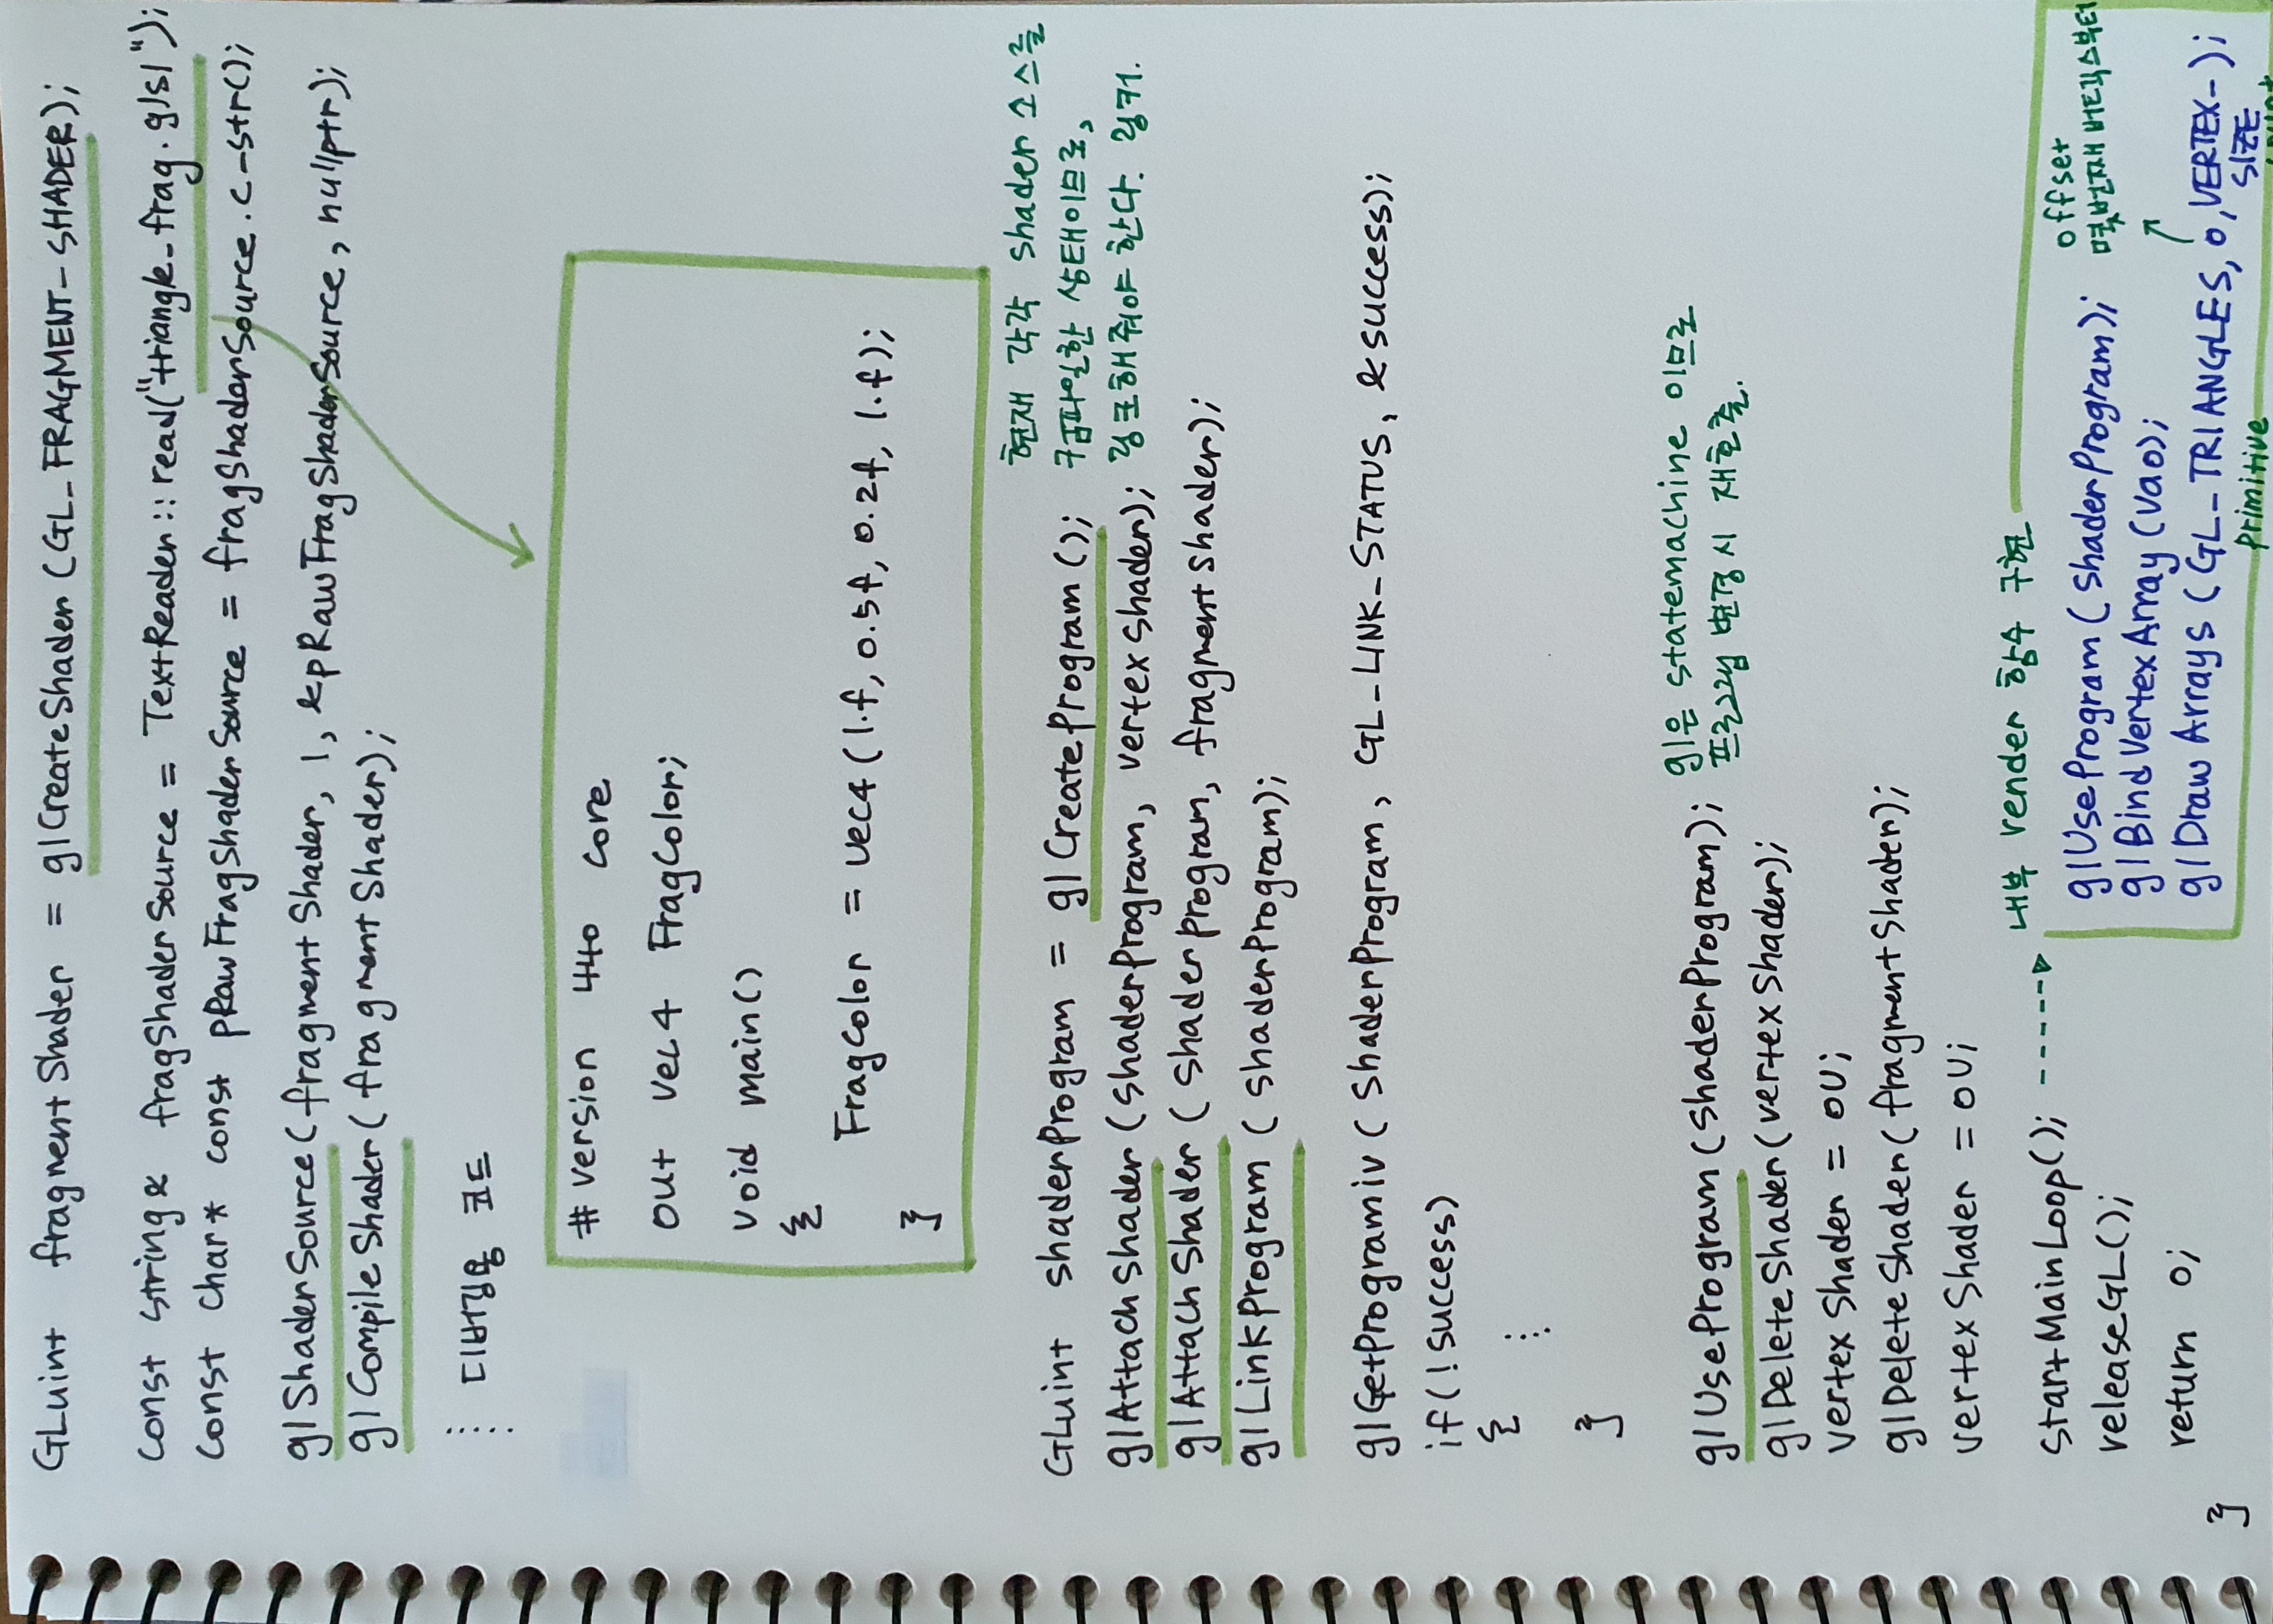 GLuint fragmentShader = glCreateShader (GL_FRAGMENT_SHADER);
const string& fragShaderSource = TextReader::read("triangle_frag.glsl");
const char* const pRawFragShaderSource = fragShaderSource.c_str();
glShaderSource(fragmentShader, 1, &pRawFragShaderSource, nullptr);
glCompileShader(fragmentShader);
디버깅용 코드
#version 440 core
out vec4 FragColor;
void main()
{
FragColor = vec4(1.f, 0.5f, 0.2f, 1.f);
}
현재 각각 shader 소스를
GLuint shaderProgram = glCreateProgram();
컴파일한 상태이므로,
glAttachShader(shaderProgram, vertexShader);
링크해줘야 한다. 링커.
glAttachShader(shaderProgram, fragmentShader);
glLinkProgram(shaderProgram);
glGetProgramiv(shaderProgram, GL_LINK_STATUS, &success);
if(!success)
{
⋮
}
glUseProgram(shaderProgram);
gl은 statemachine 이므로
프로그램 변경시 재호출.
glDeleteShader(vertexShader);
vertexShader = 0U;
glDeleteShader(fragmentShader);
vertexShader = 0U;
내부 render 함수 구현
startMainLoop();
offset
몇번째 버텍스부터
glUseProgram(shaderProgram);
releaseGL();
glBindVertexArray(vao);
return 0;
glDrawArrays(GL_TRIANGLES, 0, VERTEX_);
SIZE
}
primitive